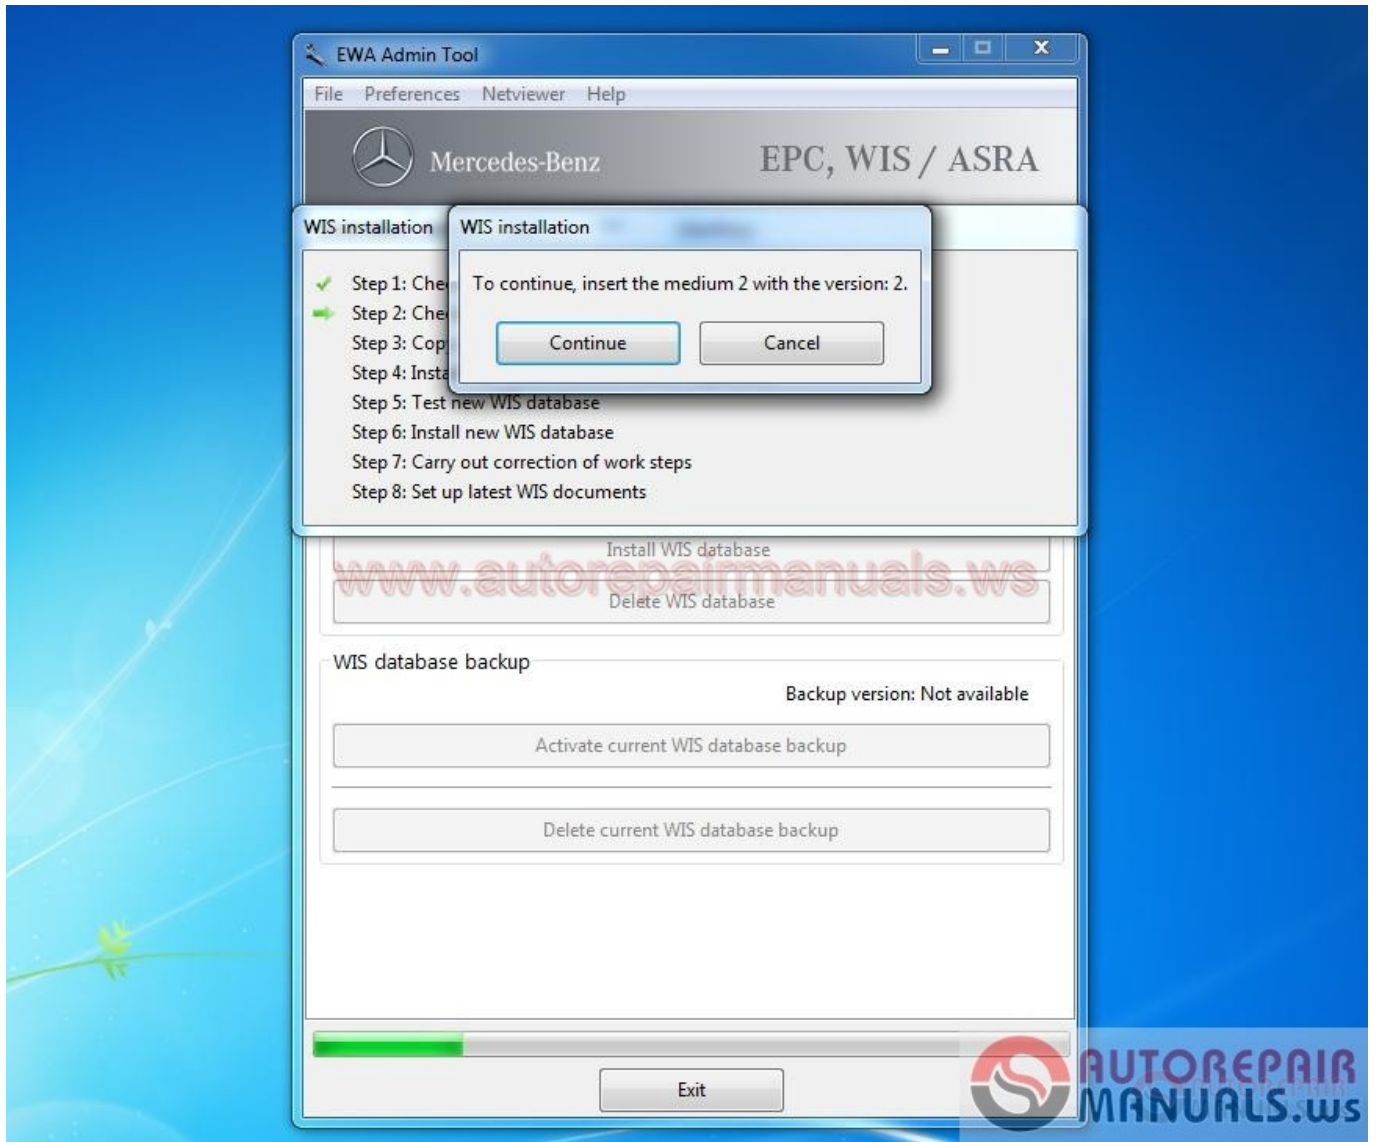 EWA Admin Tool
File Preferences Netviewer Help
Mercedes-Benz EPC, WIS / ASRA
WIS installation
WIS installation
To continue, insert the medium 2 with the version: 2.
Continue Cancel
Step 1: Che
Step 2: Che
Step 3: Cop
Step 4: Insta
Step 5: Test new WIS database
Step 6: Install new WIS database
Step 7: Carry out correction of work steps
Step 8: Set up latest WIS documents
Install WIS database
www.autorepairmanuals.ws
Delete WIS database
WIS database backup
Backup version: Not available
Activate current WIS database backup
Delete current WIS database backup
Exit
AUTOREPAIR
MANUALS.ws